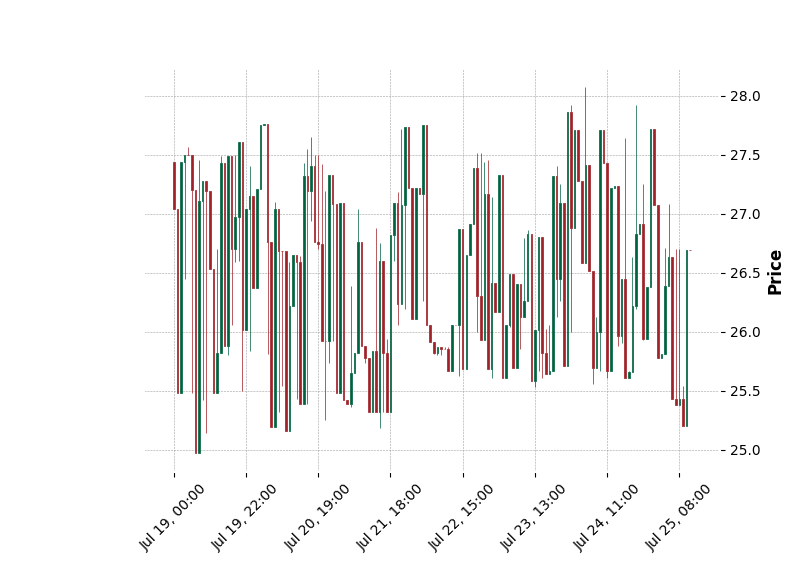 28.0
27.5
27.0
26.5
26.0
25.5
25.0
Price
Jul 19, 00:00
Jul 19, 22:00
Jul 20, 19:00
Jul 21, 18:00
Jul 22, 15:00
Jul 23, 13:00
Jul 24, 11:00
Jul 25, 08:00